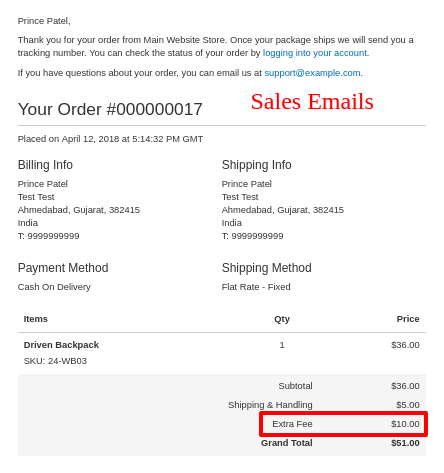 Prince Patel,
Thank you for your order from Main Website Store. Once your package ships we will send you a
tracking number. You can check the status of your order by logging into your account.
If you have questions about your order, you can email us at support@example.com.
Sales Emails
Your Order #000000017
Placed on April 12, 2018 at 5:14:32 PM GMT
Billing Info
Prince Patel
Test Test
Ahmedabad, Gujarat, 382415
India
T: 9999999999
Shipping Info
Prince Patel
Test Test
Ahmedabad, Gujarat, 382415
India
T: 9999999999
Payment Method
Cash On Delivery
Shipping Method
Flat Rate - Fixed
Items Qty Price
Driven Backpack 1 $36.00
SKU: 24-WB03
Subtotal $36.00
Shipping & Handling $5.00
Extra Fee $10.00
Grand Total $51.00